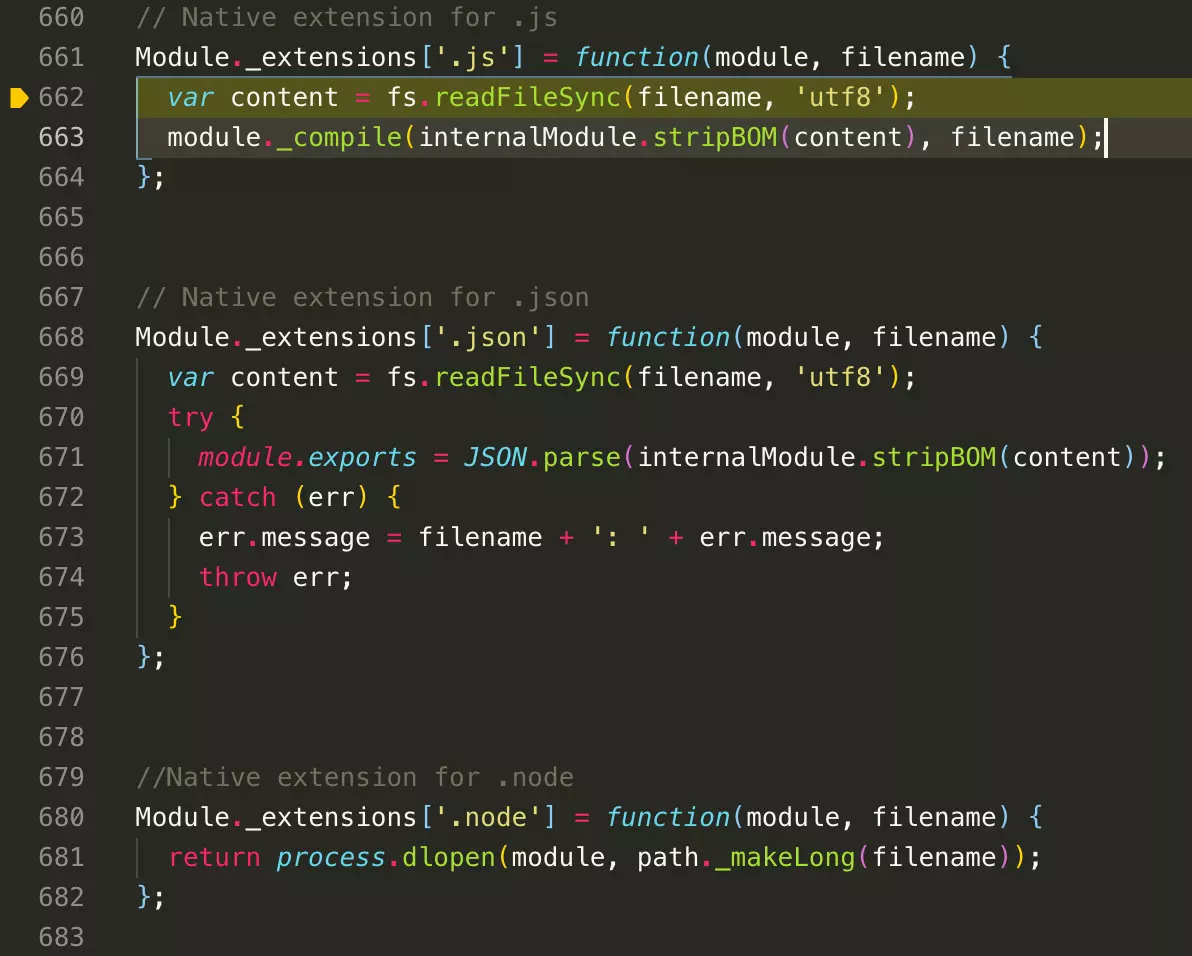 660 // Native extension for .js
661 Module._extensions['.js'] = function(module, filename) {
662   var content = fs.readFileSync(filename, 'utf8');
663   module._compile(internalModule.stripBOM(content), filename);
664 };
665
666
667 // Native extension for .json
668 Module._extensions['.json'] = function(module, filename) {
669   var content = fs.readFileSync(filename, 'utf8');
670   try {
671     module.exports = JSON.parse(internalModule.stripBOM(content));
672   } catch (err) {
673     err.message = filename + ': ' + err.message;
674     throw err;
675   }
676 };
677
678
679 //Native extension for .node
680 Module._extensions['.node'] = function(module, filename) {
681   return process.dlopen(module, path._makeLong(filename));
682 };
683